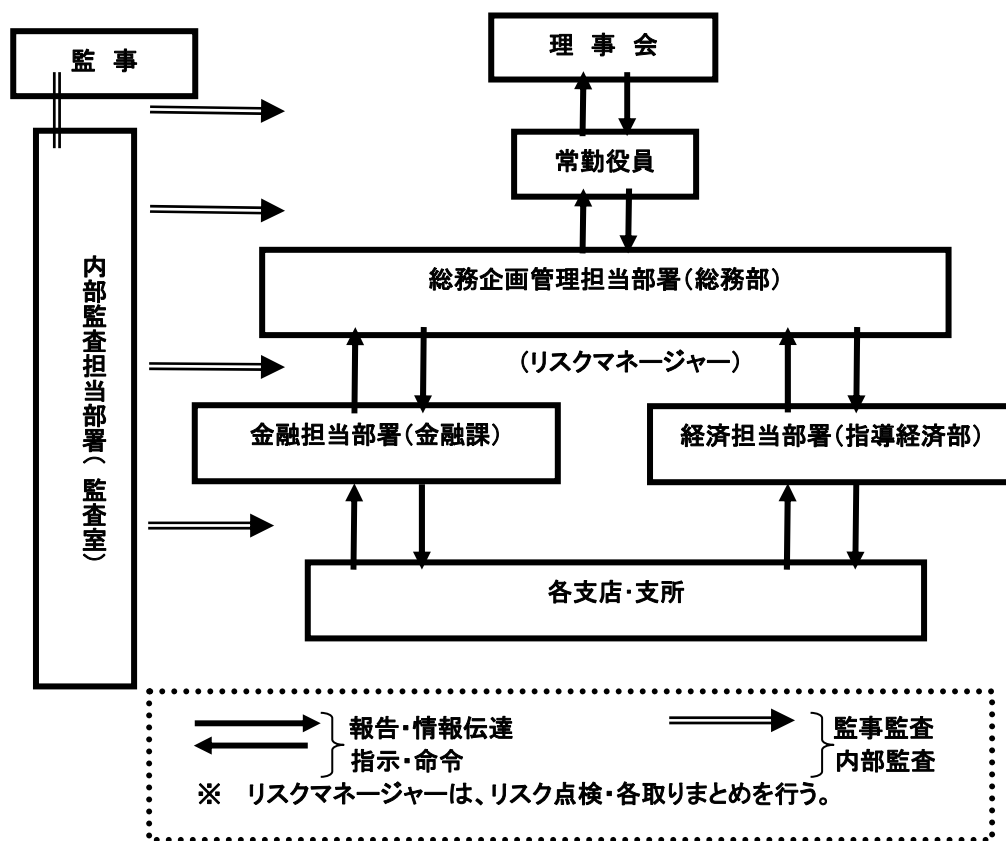 監　事
理　事　会
常勤役員
総務企画管理担当部署（総務部）
（リスクマネージャー）
金融担当部署（金融課）
経済担当部署（指導経済部）
各支店・支所
内部監査担当部署（監査室）
報告・情報伝達
指示・命令
監事監査
内部監査
※　リスクマネージャーは、リスク点検・各取りまとめを行う。